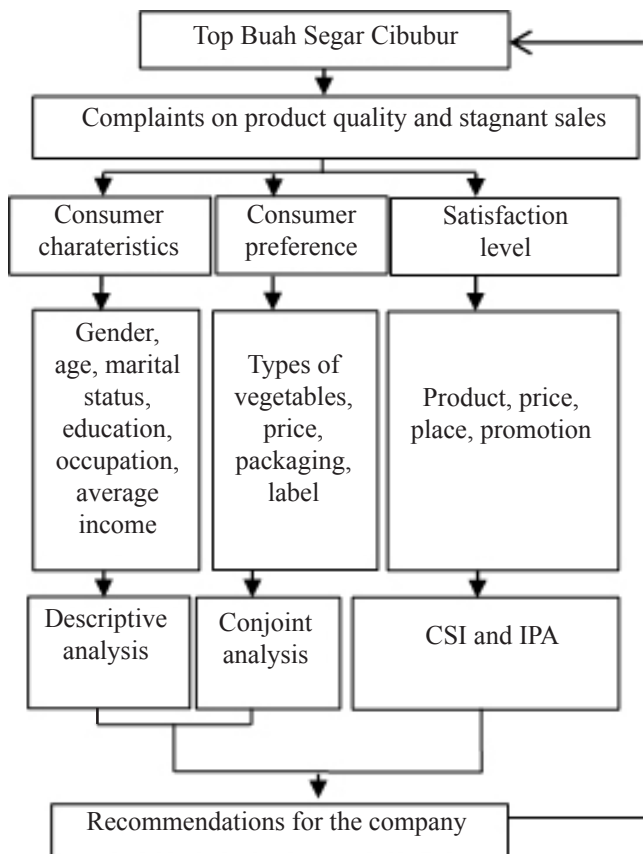 Top Buah Segar Cibubur
Complaints on product quality and stagnant sales
Consumer
charateristics
Consumer
preference
Satisfaction
level
Gender,
age, marital
status,
education,
occupation,
average
income
Types of
vegetables,
price,
packaging,
label
Product, price,
place, promotion
Descriptive
analysis
Conjoint
analysis
CSI and IPA
Recommendations for the company